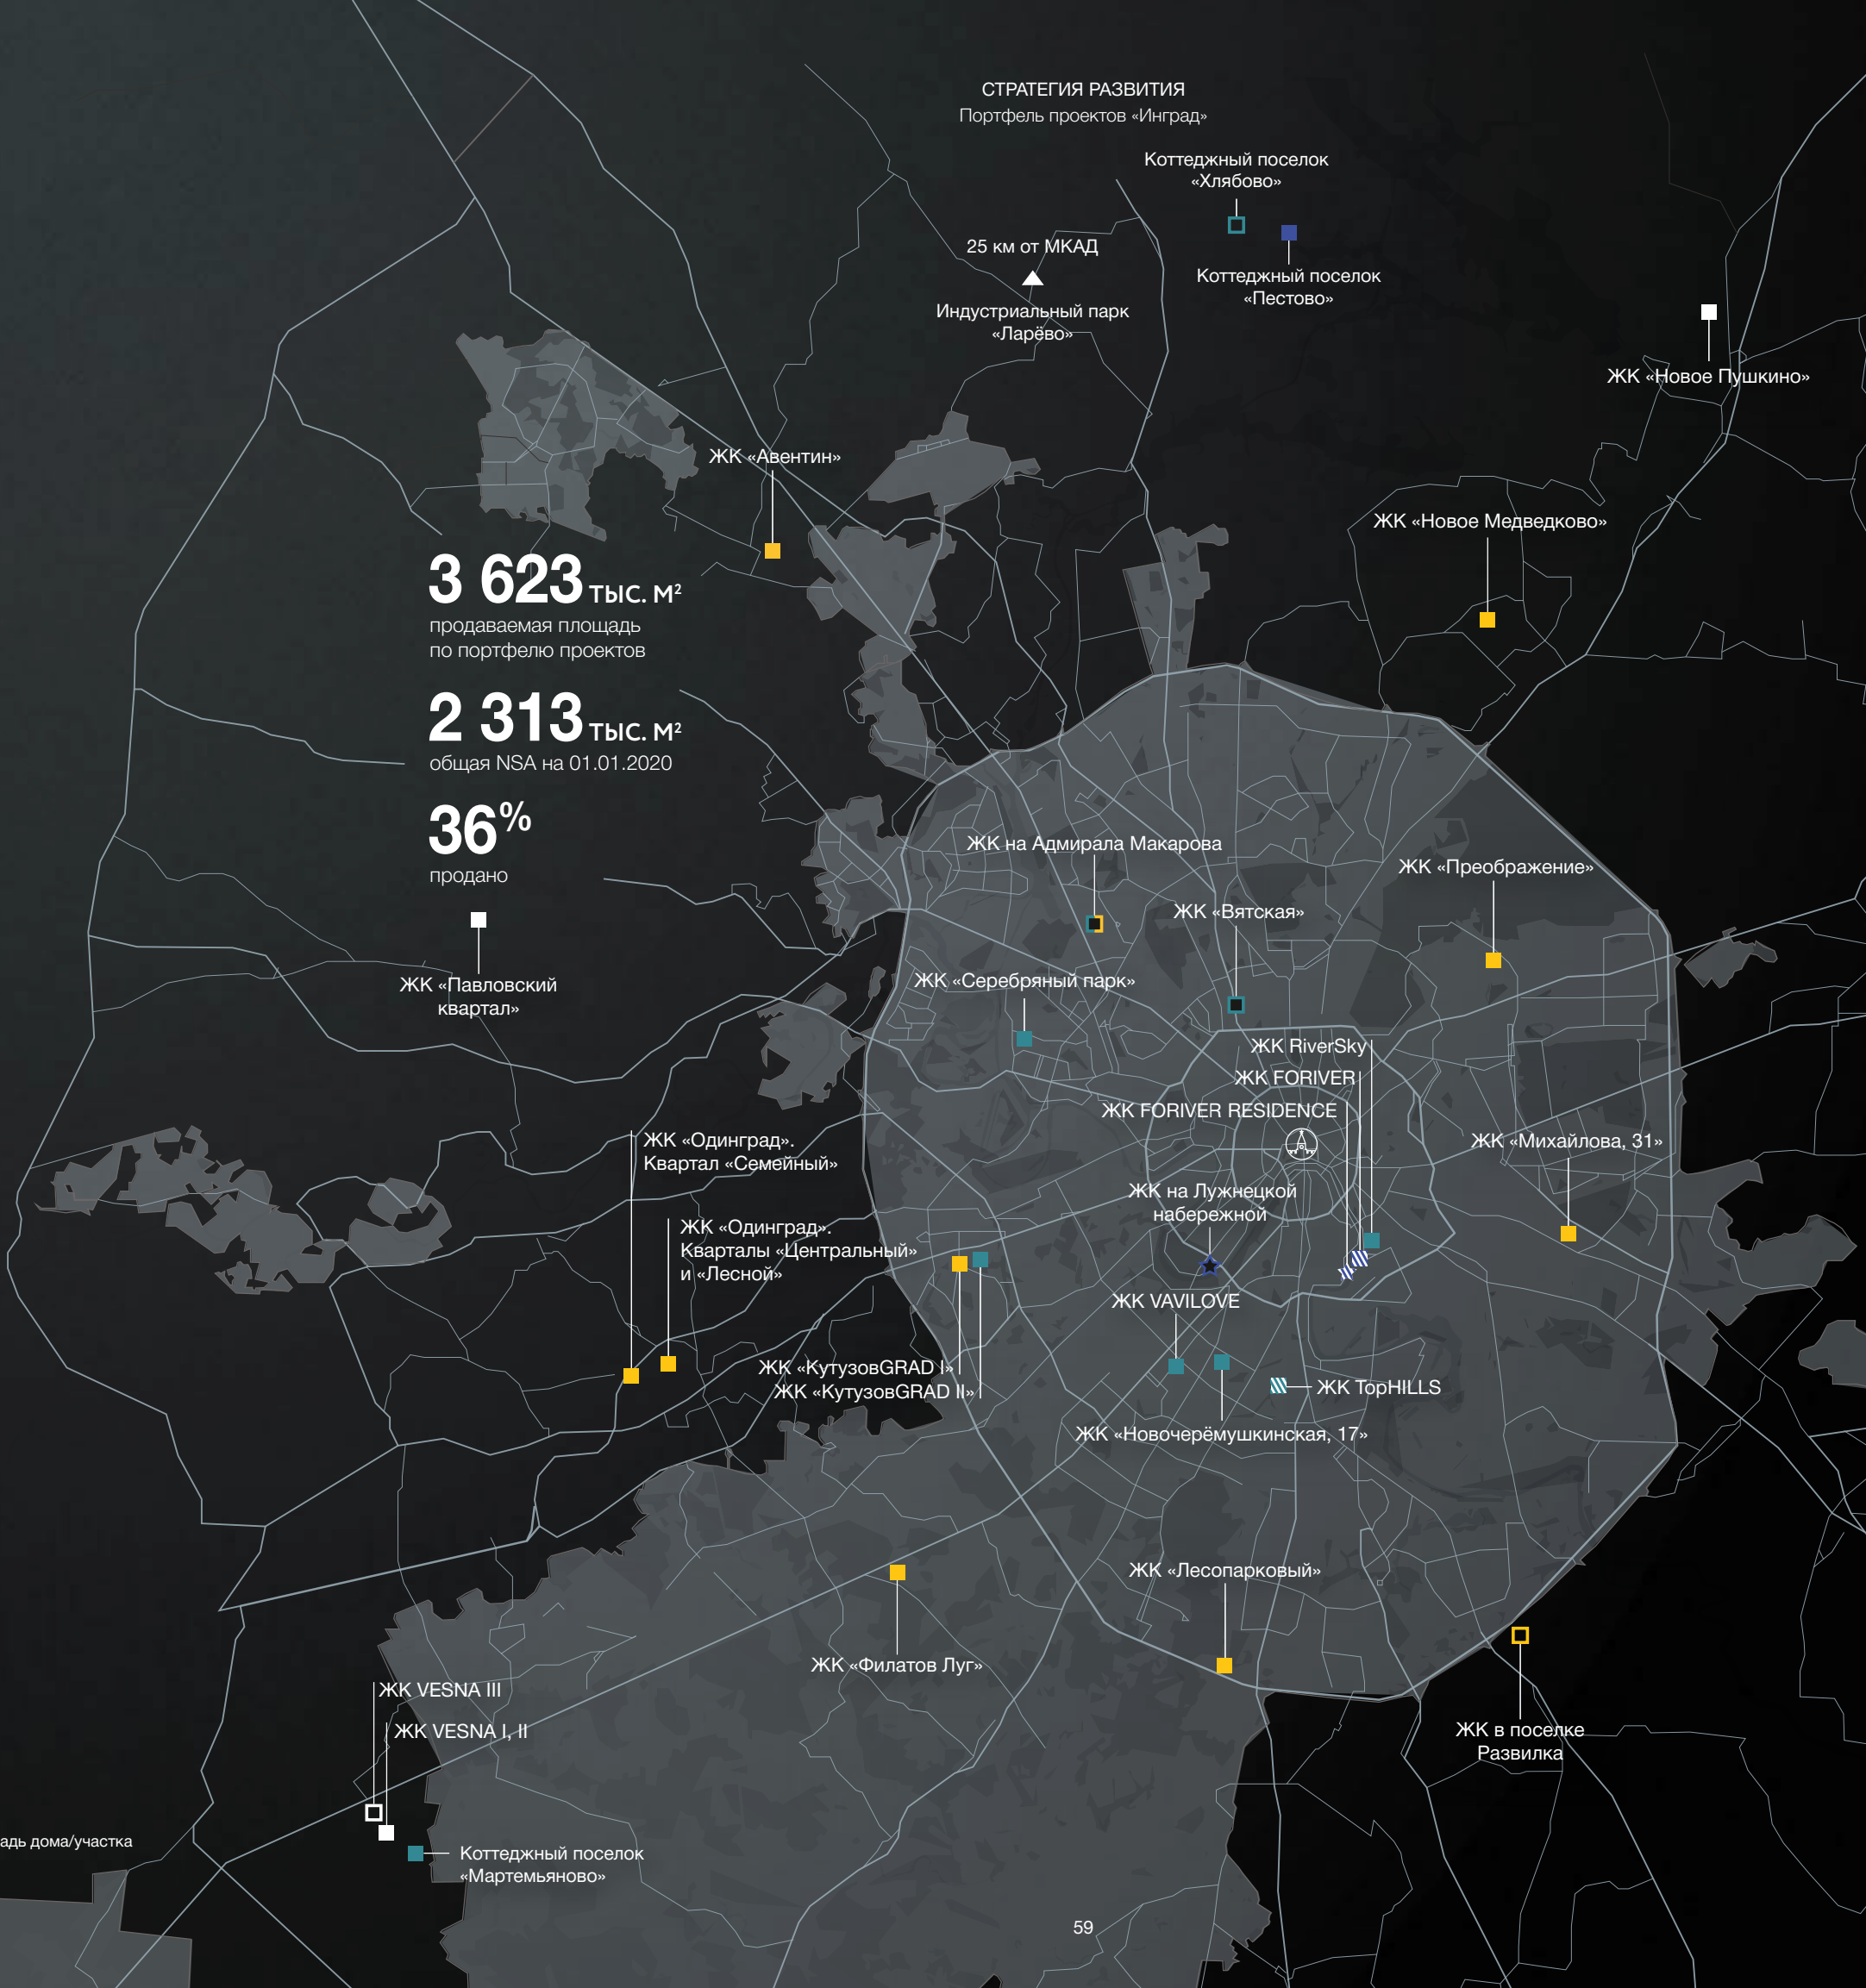 СТРАТЕГИЯ РАЗВИТИЯ
Портфель проектов «Инград»
Коттеджный поселок
«Хлябово»
25 км от МКАД
Индустриальный парк
«Ларёво»
Коттеджный поселок
«Пестово»
ЖК «Новое Пушкино»
ЖК «Авентин»
ЖК «Новое Медведково»
3 623 тыс. м²
продаваемая площадь
по портфелю проектов
2 313 тыс. м²
общая NSA на 01.01.2020
36%
продано
ЖК «Павловский
квартал»
ЖК на Адмирала Макарова
ЖК «Преображение»
ЖК «Вятская»
ЖК «Серебряный парк»
ЖК RiverSky
ЖК FORIVER
ЖК FORIVER RESIDENCE
ЖК «Михайлова, 31»
ЖК «Одинград».
Квартал «Семейный»
ЖК на Лужнецкой
набережной
ЖК «Одинград».
Кварталы «Центральный»
и «Лесной»
ЖК VAVILOVE
ЖК «КутузовGRAD I»
ЖК «КутузовGRAD II»
ЖК TopHILLS
ЖК «Новочерёмушкинская, 17»
ЖК «Лесопарковый»
ЖК «Филатов Луг»
ЖК VESNA III
ЖК VESNA I, II
ЖК в поселке
Развилка
адь дома/участка
Коттеджный поселок
«Мартемьяново»
59